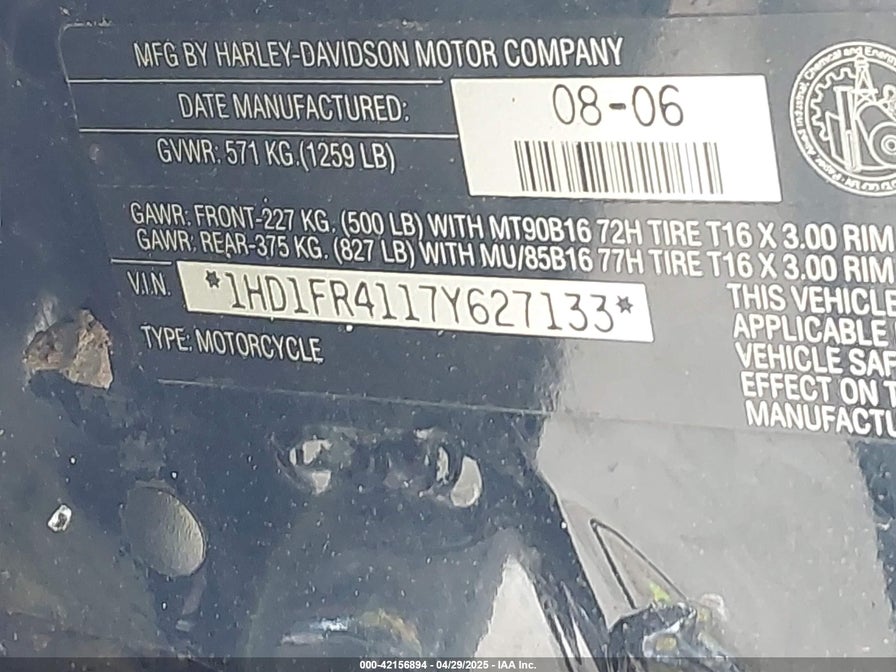 MFG BY HARLEY-DAVIDSON MOTOR COMPANY
DATE MANUFACTURED: 08-06
GVWR: 571 KG.(1259 LB)
GAWR: FRONT-227 KG. (500 LB) WITH MT90B16 72H TIRE T16 X 3.00 RIM
GAWR: REAR-375 KG. (827 LB) WITH MU/85B16 77H TIRE T16 X 3.00 RIM
V.I.N. *1HD1FR4117Y627133*
TYPE: MOTORCYCLE
THIS VEHICLE
APPLICABLE
VEHICLE SAF
EFFECT ON T
MANUFACTU
000-42156894 - 04/29/2025 - IAA Inc.